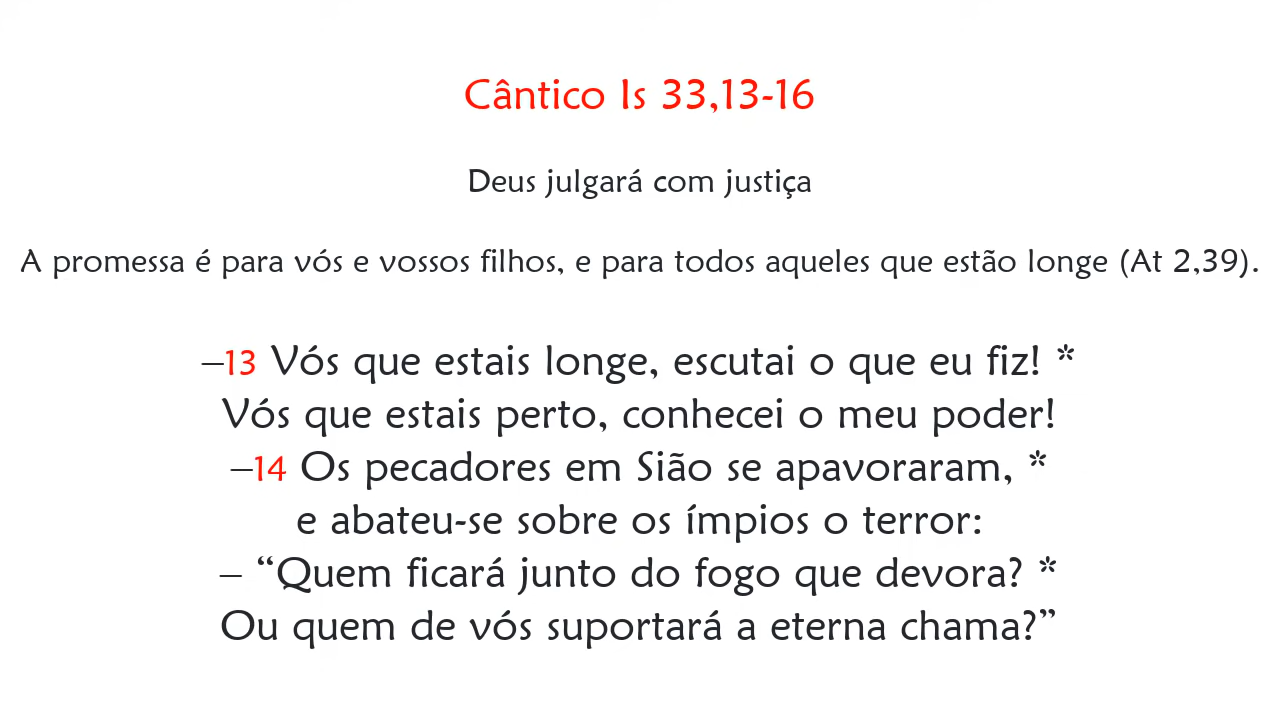 Cântico Is 33,13-16
Deus julgará com justiça
A promessa é para vós e vossos filhos, e para todos aqueles que estão longe (At 2,39).
–13 Vós que estais longe, escutai o que eu fiz! *
Vós que estais perto, conhecei o meu poder!
–14 Os pecadores em Sião se apavoraram, *
e abateu-se sobre os ímpios o terror:
– “Quem ficará junto do fogo que devora? *
Ou quem de vós suportará a eterna chama?”